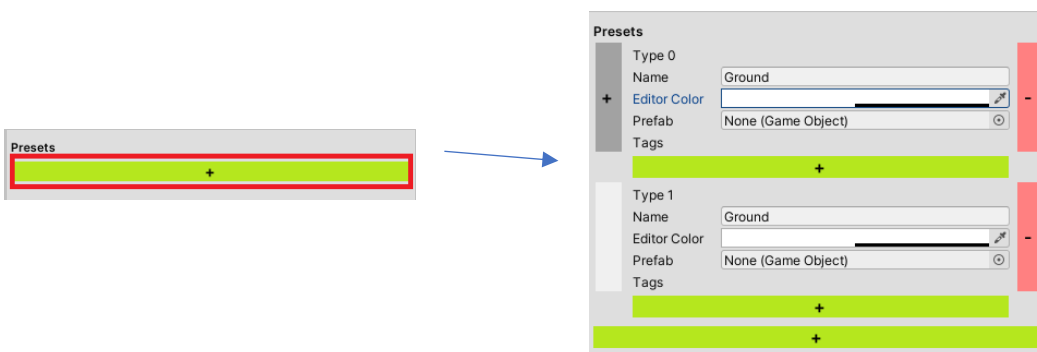 Presets
+
Presets
Type 0
Name Ground
+ Editor Color -
Prefab None (Game Object)
Tags
+
Type 1
Name Ground
Editor Color -
Prefab None (Game Object)
Tags
+
+